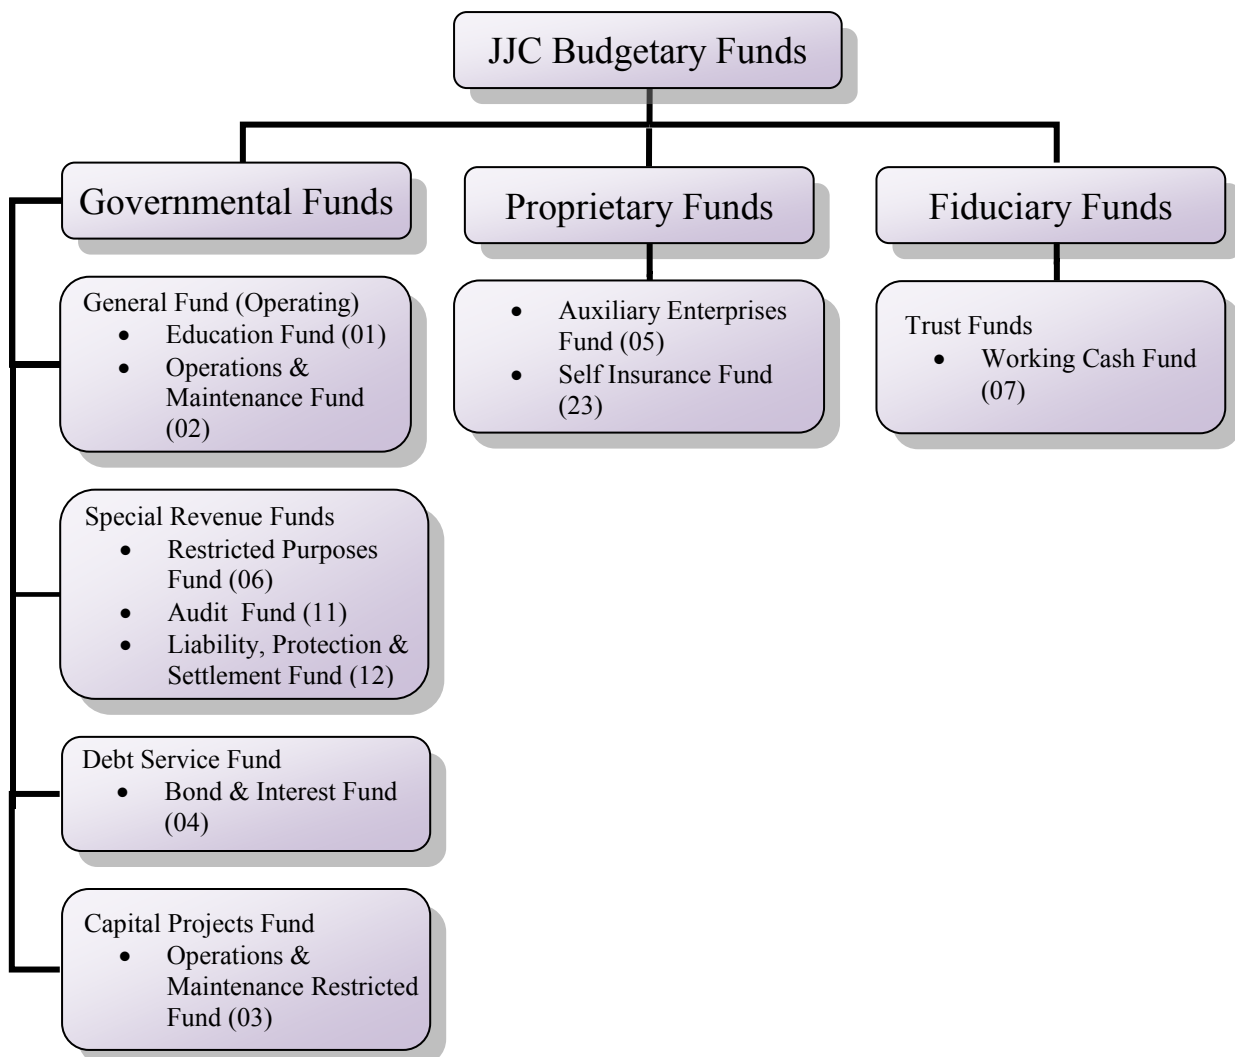 JJC Budgetary Funds
Governmental Funds
Proprietary Funds
Fiduciary Funds
General Fund (Operating)
• Education Fund (01)
• Operations &
Maintenance Fund
(02)
• Auxiliary Enterprises
Fund (05)
• Self Insurance Fund
(23)
Trust Funds
• Working Cash Fund
(07)
Special Revenue Funds
• Restricted Purposes
Fund (06)
• Audit Fund (11)
• Liability, Protection &
Settlement Fund (12)
Debt Service Fund
• Bond & Interest Fund
(04)
Capital Projects Fund
• Operations &
Maintenance Restricted
Fund (03)